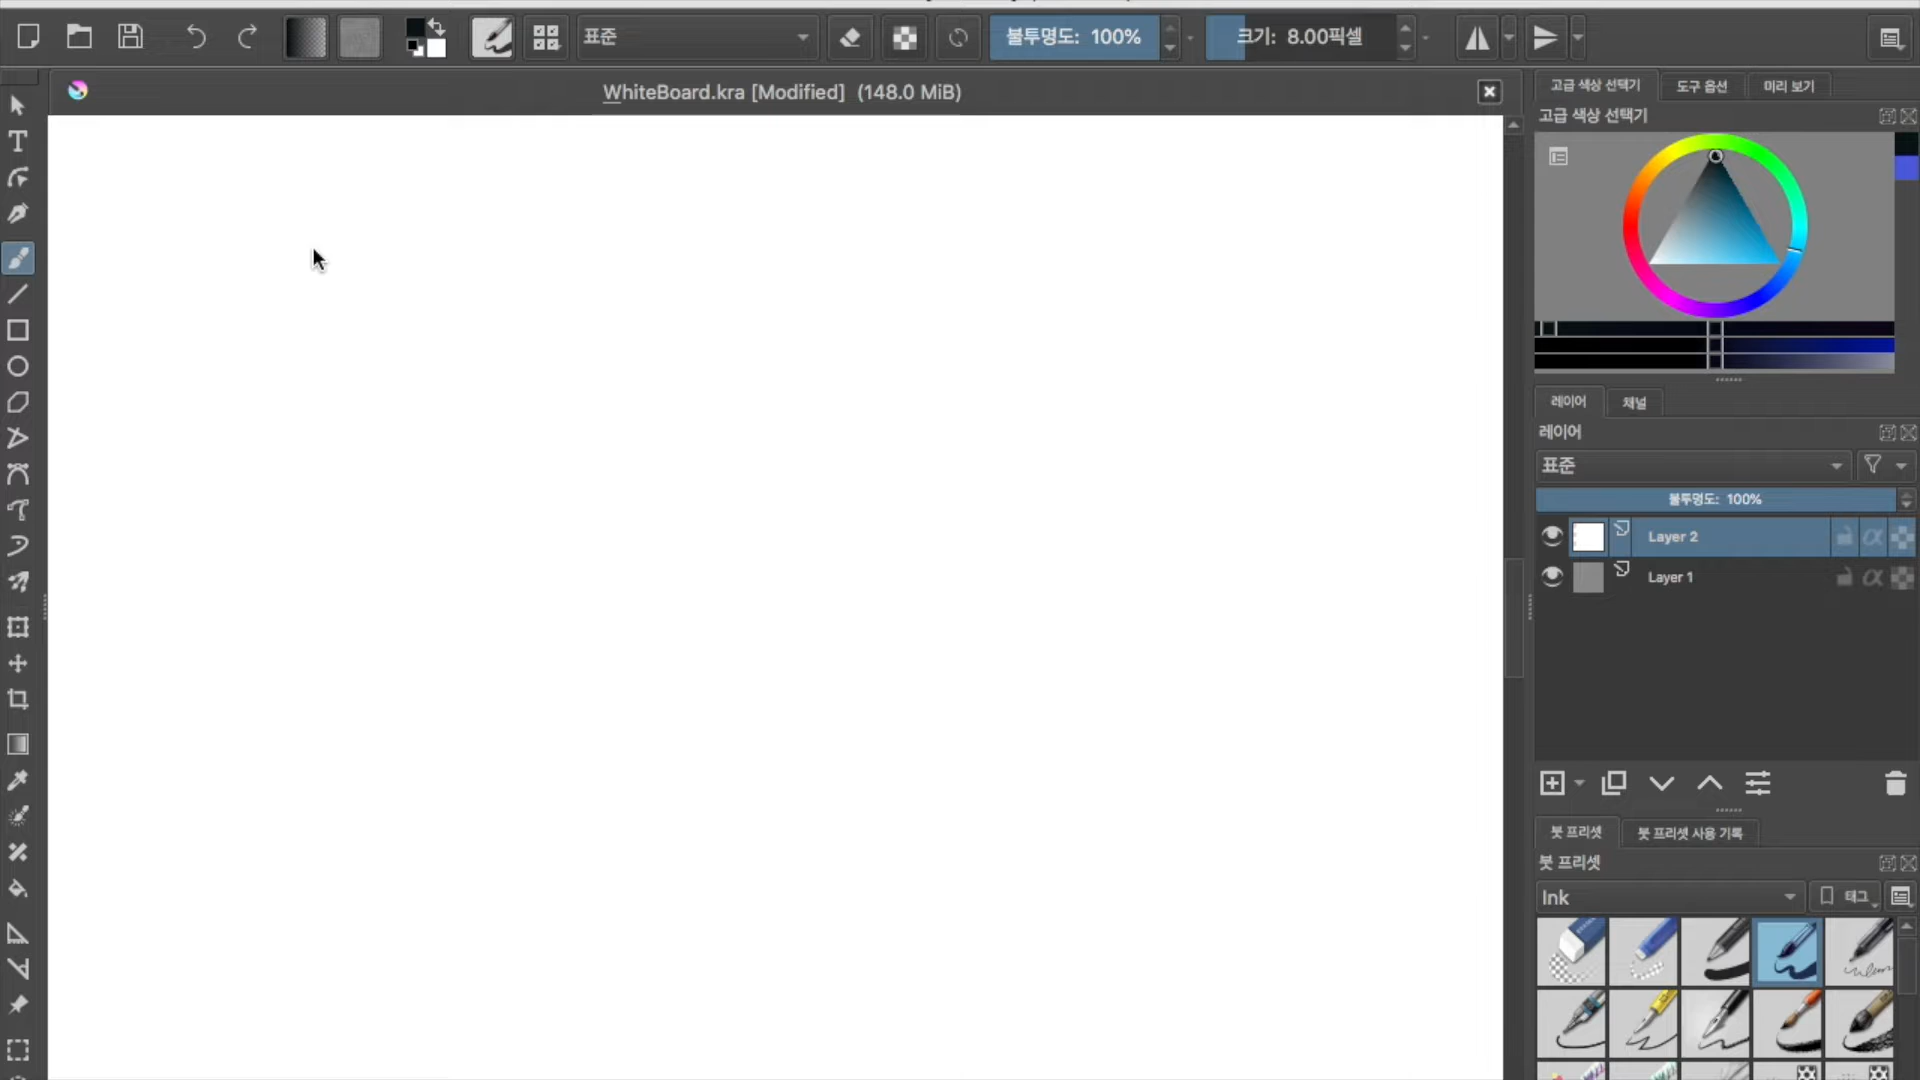 표준
불투명도: 100%
크기: 8.00픽셀
WhiteBoard.kra [Modified] (148.0 MiB)
고급 색상 선택기
도구 옵션
미리 보기
고급 색상 선택기
레이어
채널
레이어
표준
불투명도: 100%
Layer 2
Layer 1
붓 프리셋
붓 프리셋 사용 기록
붓 프리셋
Ink
태그